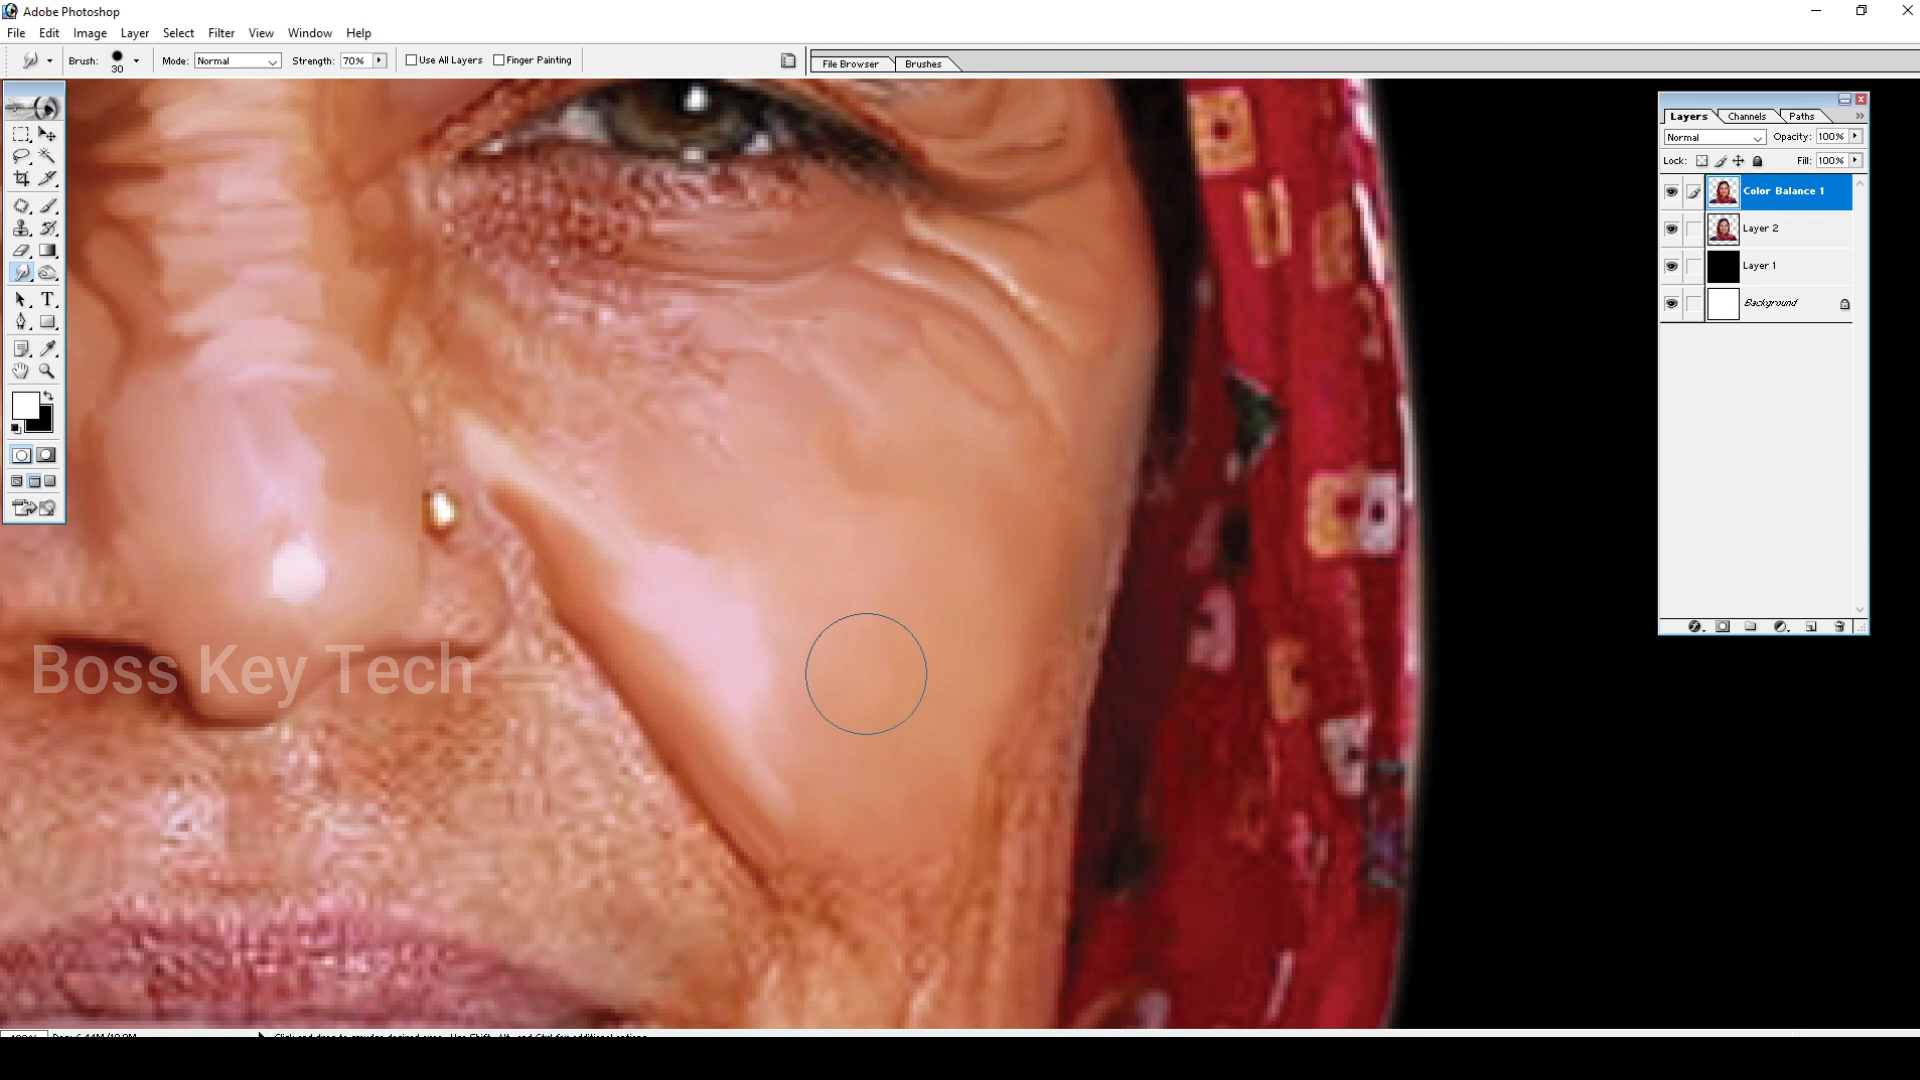 Adobe Photoshop
File Edit Image Layer Select Filter View Window Help
Brush: 30 Mode: Normal Strength: 70% Use All Layers Finger Painting File Browser Brushes
Layers Channels Paths
Normal Opacity: 100%
Lock: Fill: 100%
Color Balance 1
Layer 2
Layer 1
Background
Boss Key Tech